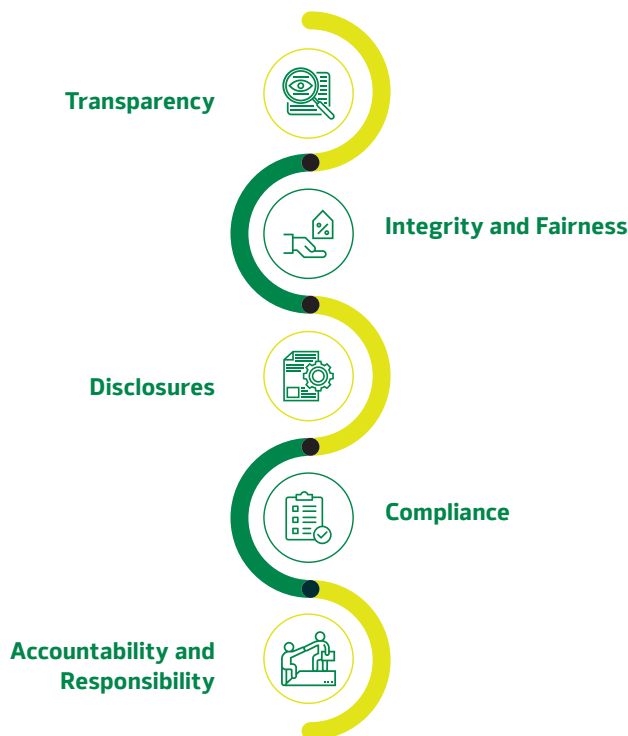 Transparency
Integrity and Fairness
Disclosures
Compliance
Accountability and
Responsibility